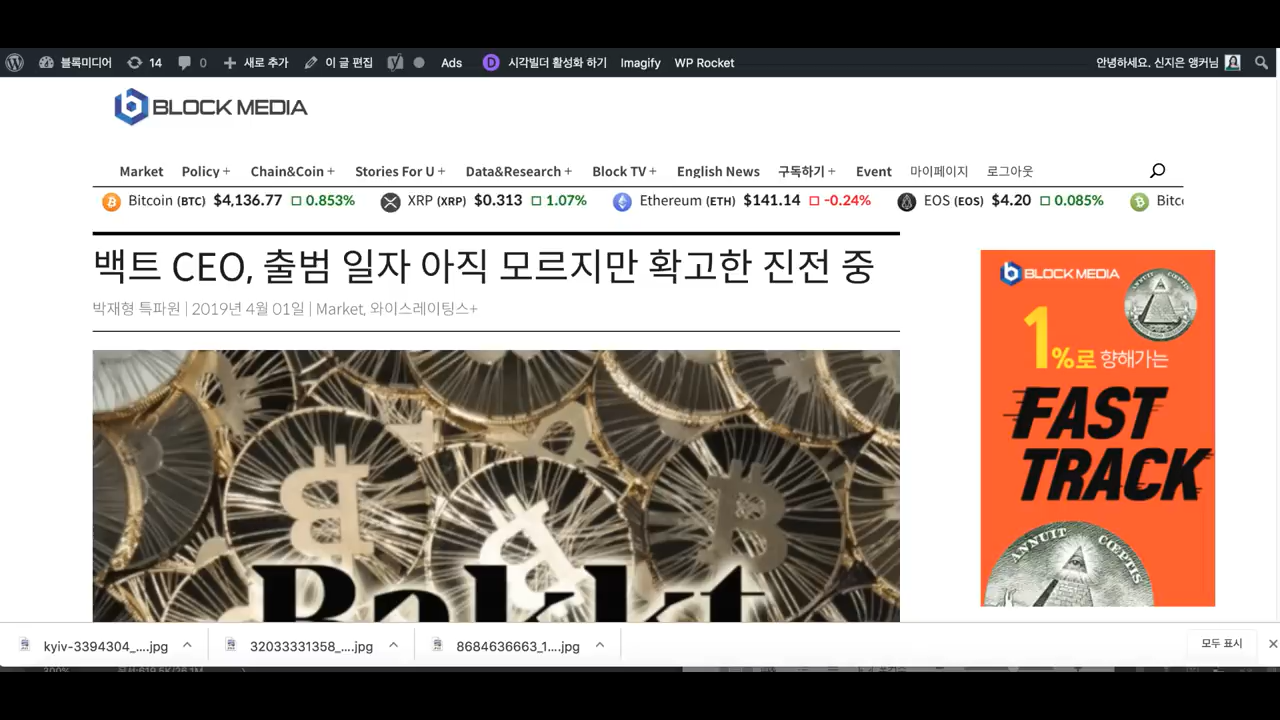 블록미디어 14 0 새로 추가 이 글 편집 Ads D 시각빌더 활성화 하기 Imagify WP Rocket 안녕하세요. 신지은 앵커님
BLOCK MEDIA
Market Policy + Chain&Coin + Stories For U + Data&Research + Block TV + English News 구독하기 + Event 마이페이지 로그아웃
Bitcoin (BTC) $4,136.77 0.853% XRP (XRP) $0.313 1.07% Ethereum (ETH) $141.14 -0.24% EOS (EOS) $4.20 0.085% Bitc
백트 CEO, 출범 일자 아직 모르지만 확고한 진전 중
박재형 특파원 | 2019년 4월 01일 | Market, 와이스레이팅스+
Bakkt
BLOCK MEDIA
1%로 향해가는
FAST
TRACK
ANNUIT CŒPTIS
kyiv-3394304_....jpg 32033331358_....jpg 8684636663_1....jpg 모두 표시